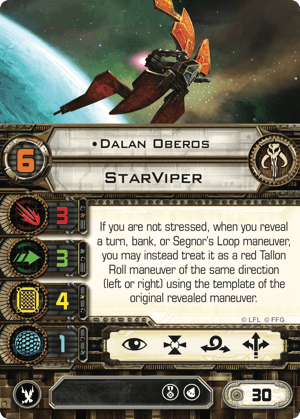 •Dalan Oberos
6
StarViper
3
3
4
1
If you are not stressed, when you reveal
a turn, bank, or Segnor's Loop maneuver,
you may instead treat it as a red Tallon
Roll maneuver of the same direction
(left or right) using the template of the
original revealed maneuver.
© LFL © FFG
30